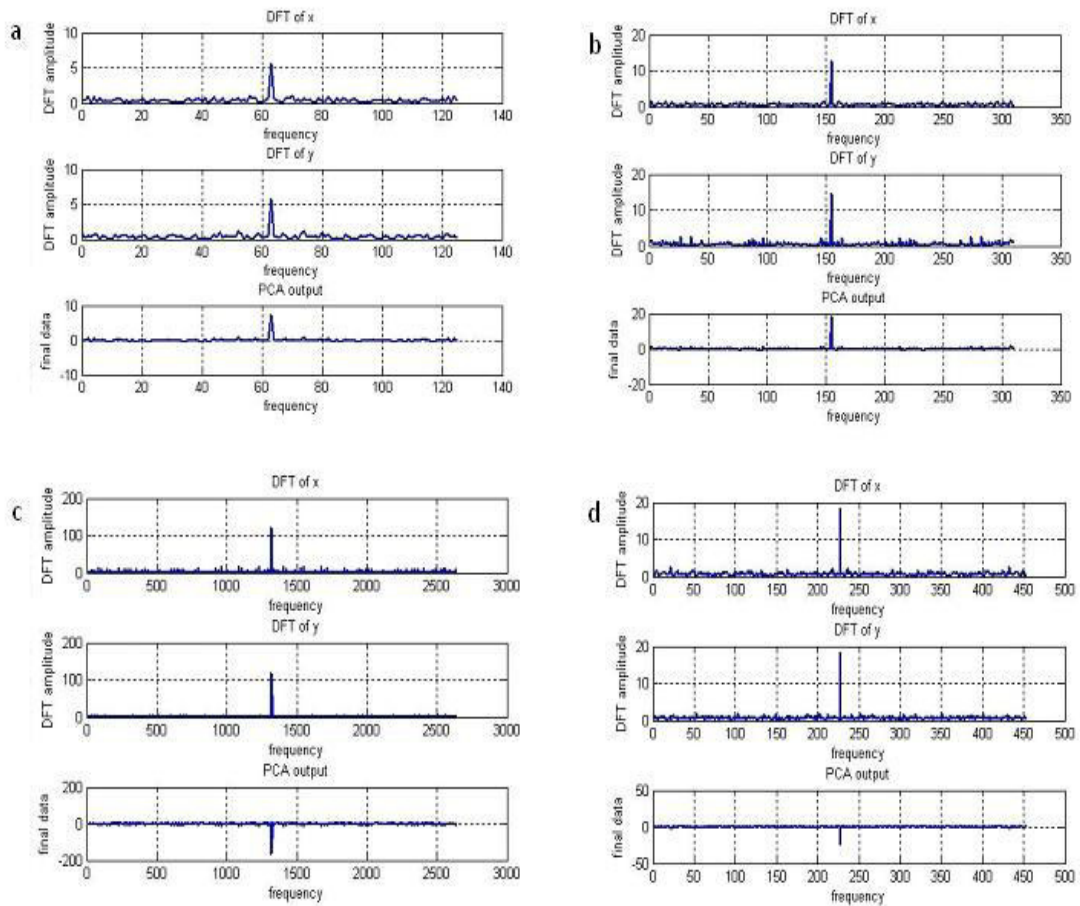 a
DFT of x
DFT amplitude
10
5
0
0 20 40 60 80 100 120 140
frequency
DFT of y
DFT amplitude
10
5
0
0 20 40 60 80 100 120 140
frequency
PCA output
final data
10
0
-10
0 20 40 60 80 100 120 140
frequency
b
DFT of x
DFT amplitude
20
10
0
0 50 100 150 200 250 300 350
frequency
DFT of y
DFT amplitude
20
10
0
0 50 100 150 200 250 300 350
frequency
PCA output
final data
20
0
-20
0 50 100 150 200 250 300 350
frequency
c
DFT of x
DFT amplitude
200
100
0
0 500 1000 1500 2000 2500 3000
frequency
DFT of y
DFT amplitude
200
100
0
0 500 1000 1500 2000 2500 3000
frequency
PCA output
final data
200
0
-200
0 500 1000 1500 2000 2500 3000
frequency
d
DFT of x
DFT amplitude
20
10
0
0 50 100 150 200 250 300 350 400 450 500
frequency
DFT of y
DFT amplitude
20
10
0
0 50 100 150 200 250 300 350 400 450 500
frequency
PCA output
final data
50
0
-50
0 50 100 150 200 250 300 350 400 450 500
frequency